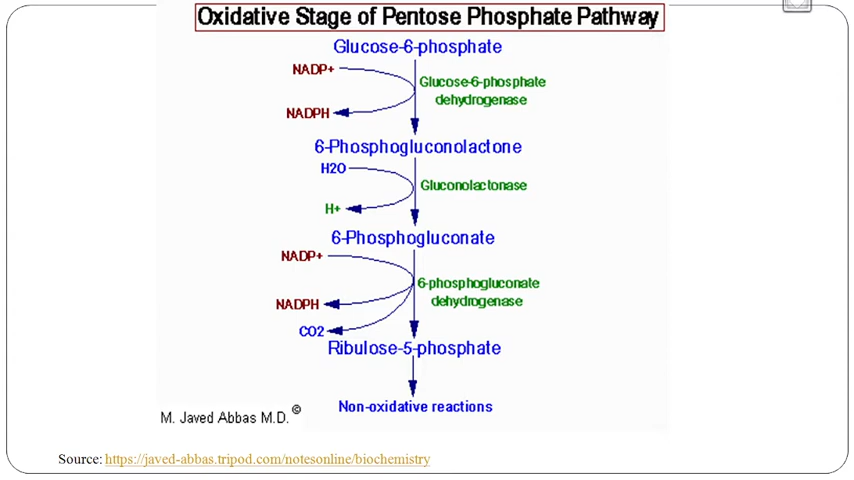 Oxidative Stage of Pentose Phosphate Pathway
Glucose-6-phosphate
NADP+
Glucose-6-phosphate
dehydrogenase
NADPH
6-Phosphogluconolactone
H2O
Gluconolactonase
H+
6-Phosphogluconate
NADP+
6-phosphogluconate
dehydrogenase
NADPH
CO2
Ribulose-5-phosphate
Non-oxidative reactions
M. Javed Abbas M.D.©
Source: https://javed-abbas.tripod.com/notesonline/biochemistry